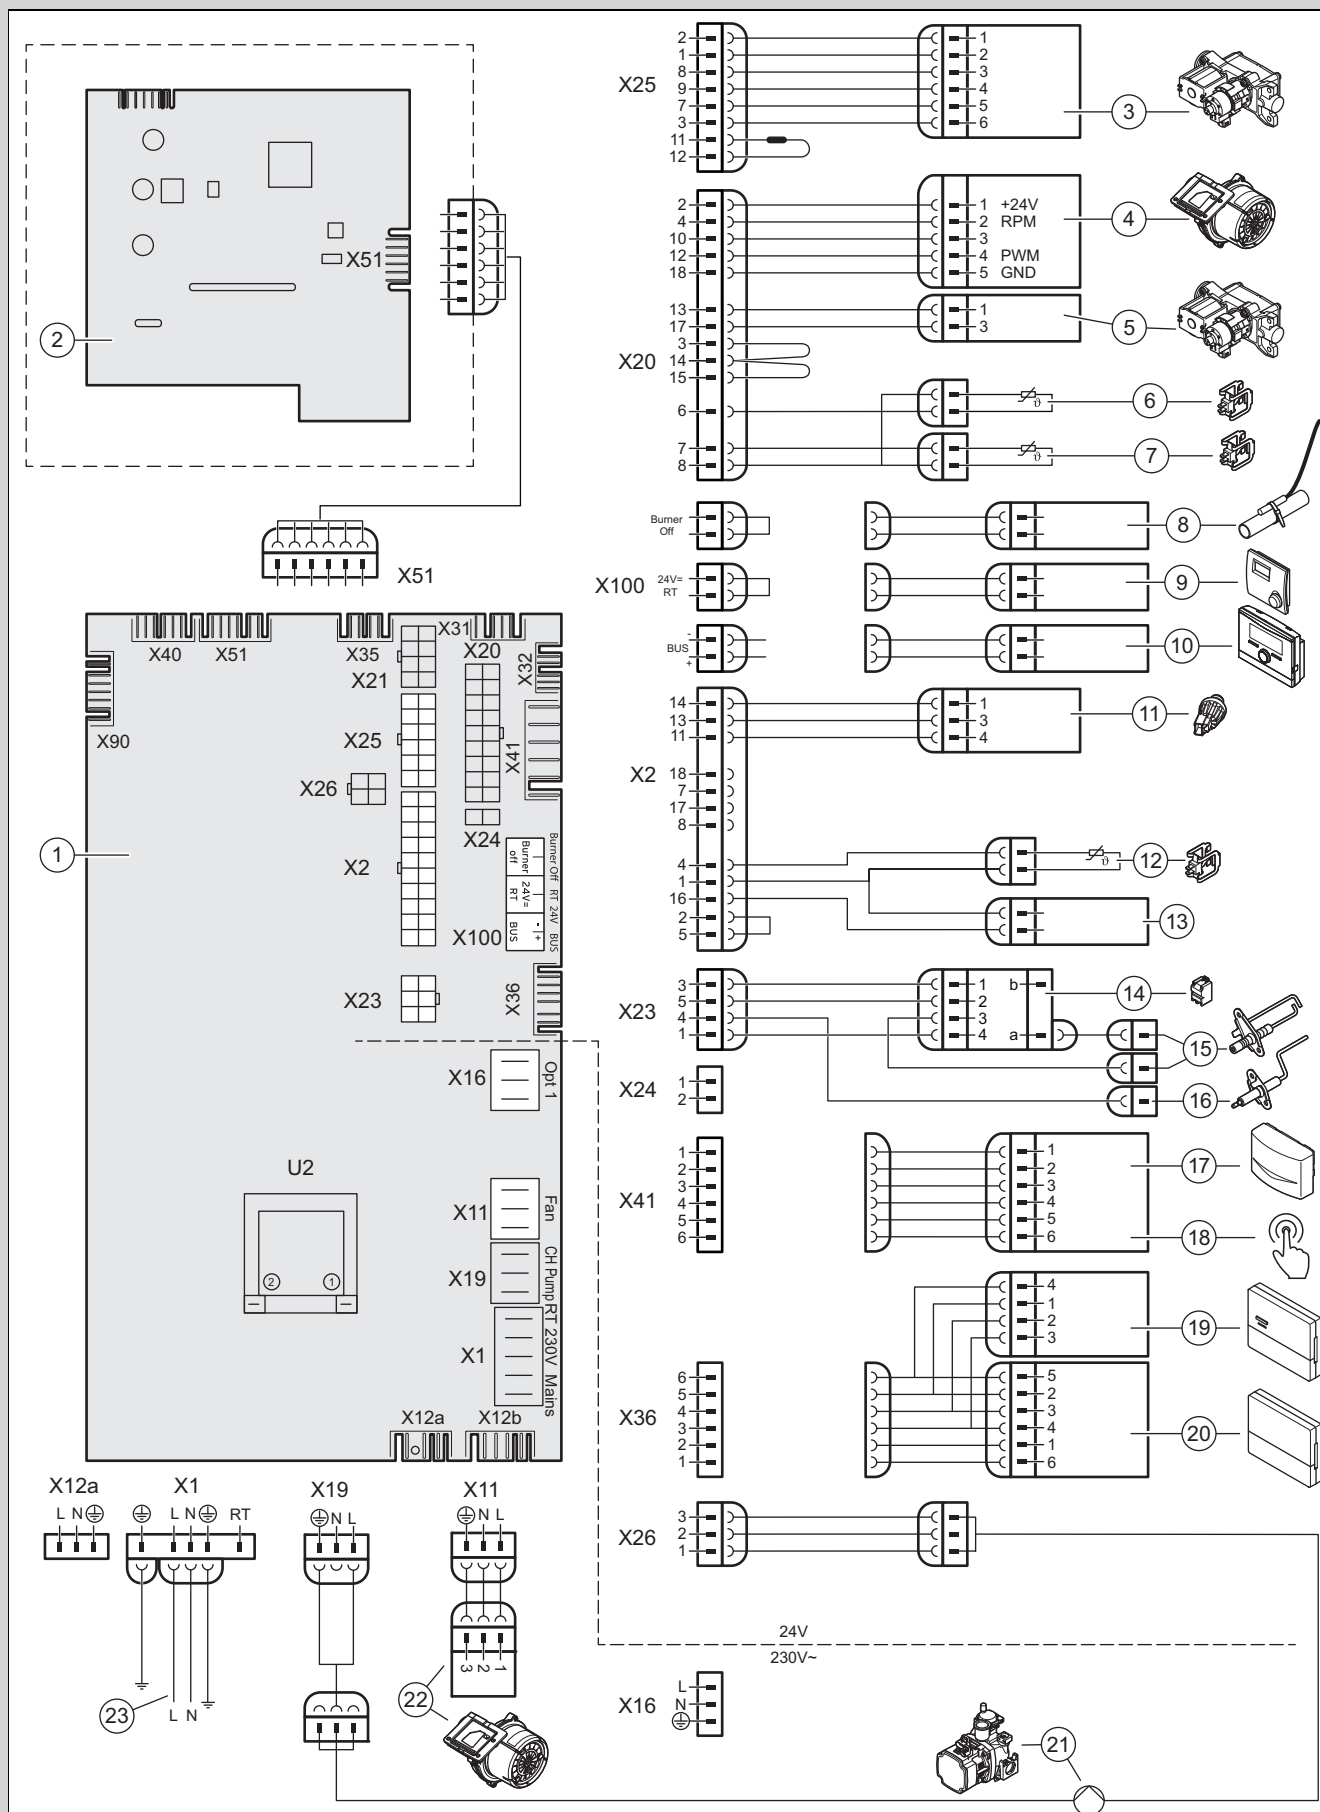 X51
2
X51
X40
X51
X35
X31
X21
X20
X32
X90
X25
X41
X26
X24
X2
1
Burner off
24V= RT
BUS - +
Burner Off RT 24V BUS
X100
X23
X36
X16
Opt 1
U2
2
1
X11
Fan
X19
CH Pump
X1
RT 230V Mains
X12a
X12b
X12a
L N
X1
L N
RT
23
L N
X19
N L
X11
N L
3 2 1
22
X25
2 1
1 2
8 3
9 4
7 5
3 6
11
12
3
X20
2 1 +24V
4 2 RPM
10 3
12 4 PWM
18 5 GND
4
13 1
17 3
5
3
14
15
6
6 ϑ
7
8
7 ϑ
Burner
Off
8
X100
24V=
RT
9
-
BUS
+
10
X2
14 1
13 3
11 4
11
18
7
17
8
4
1
16
2
5
ϑ 12
13
X23
3 1 b
5 2
4 3
1 4 a
14
15
16
X24
1
2
X41
1 1
2 2
3 3
4 4
5 5
6 6
17
18
4
1
2
3
19
X36
6 5
5 2
4 3
3 4
2 1
1 6
20
X26
3
2
1
24V
230V~
X16
L
N
21